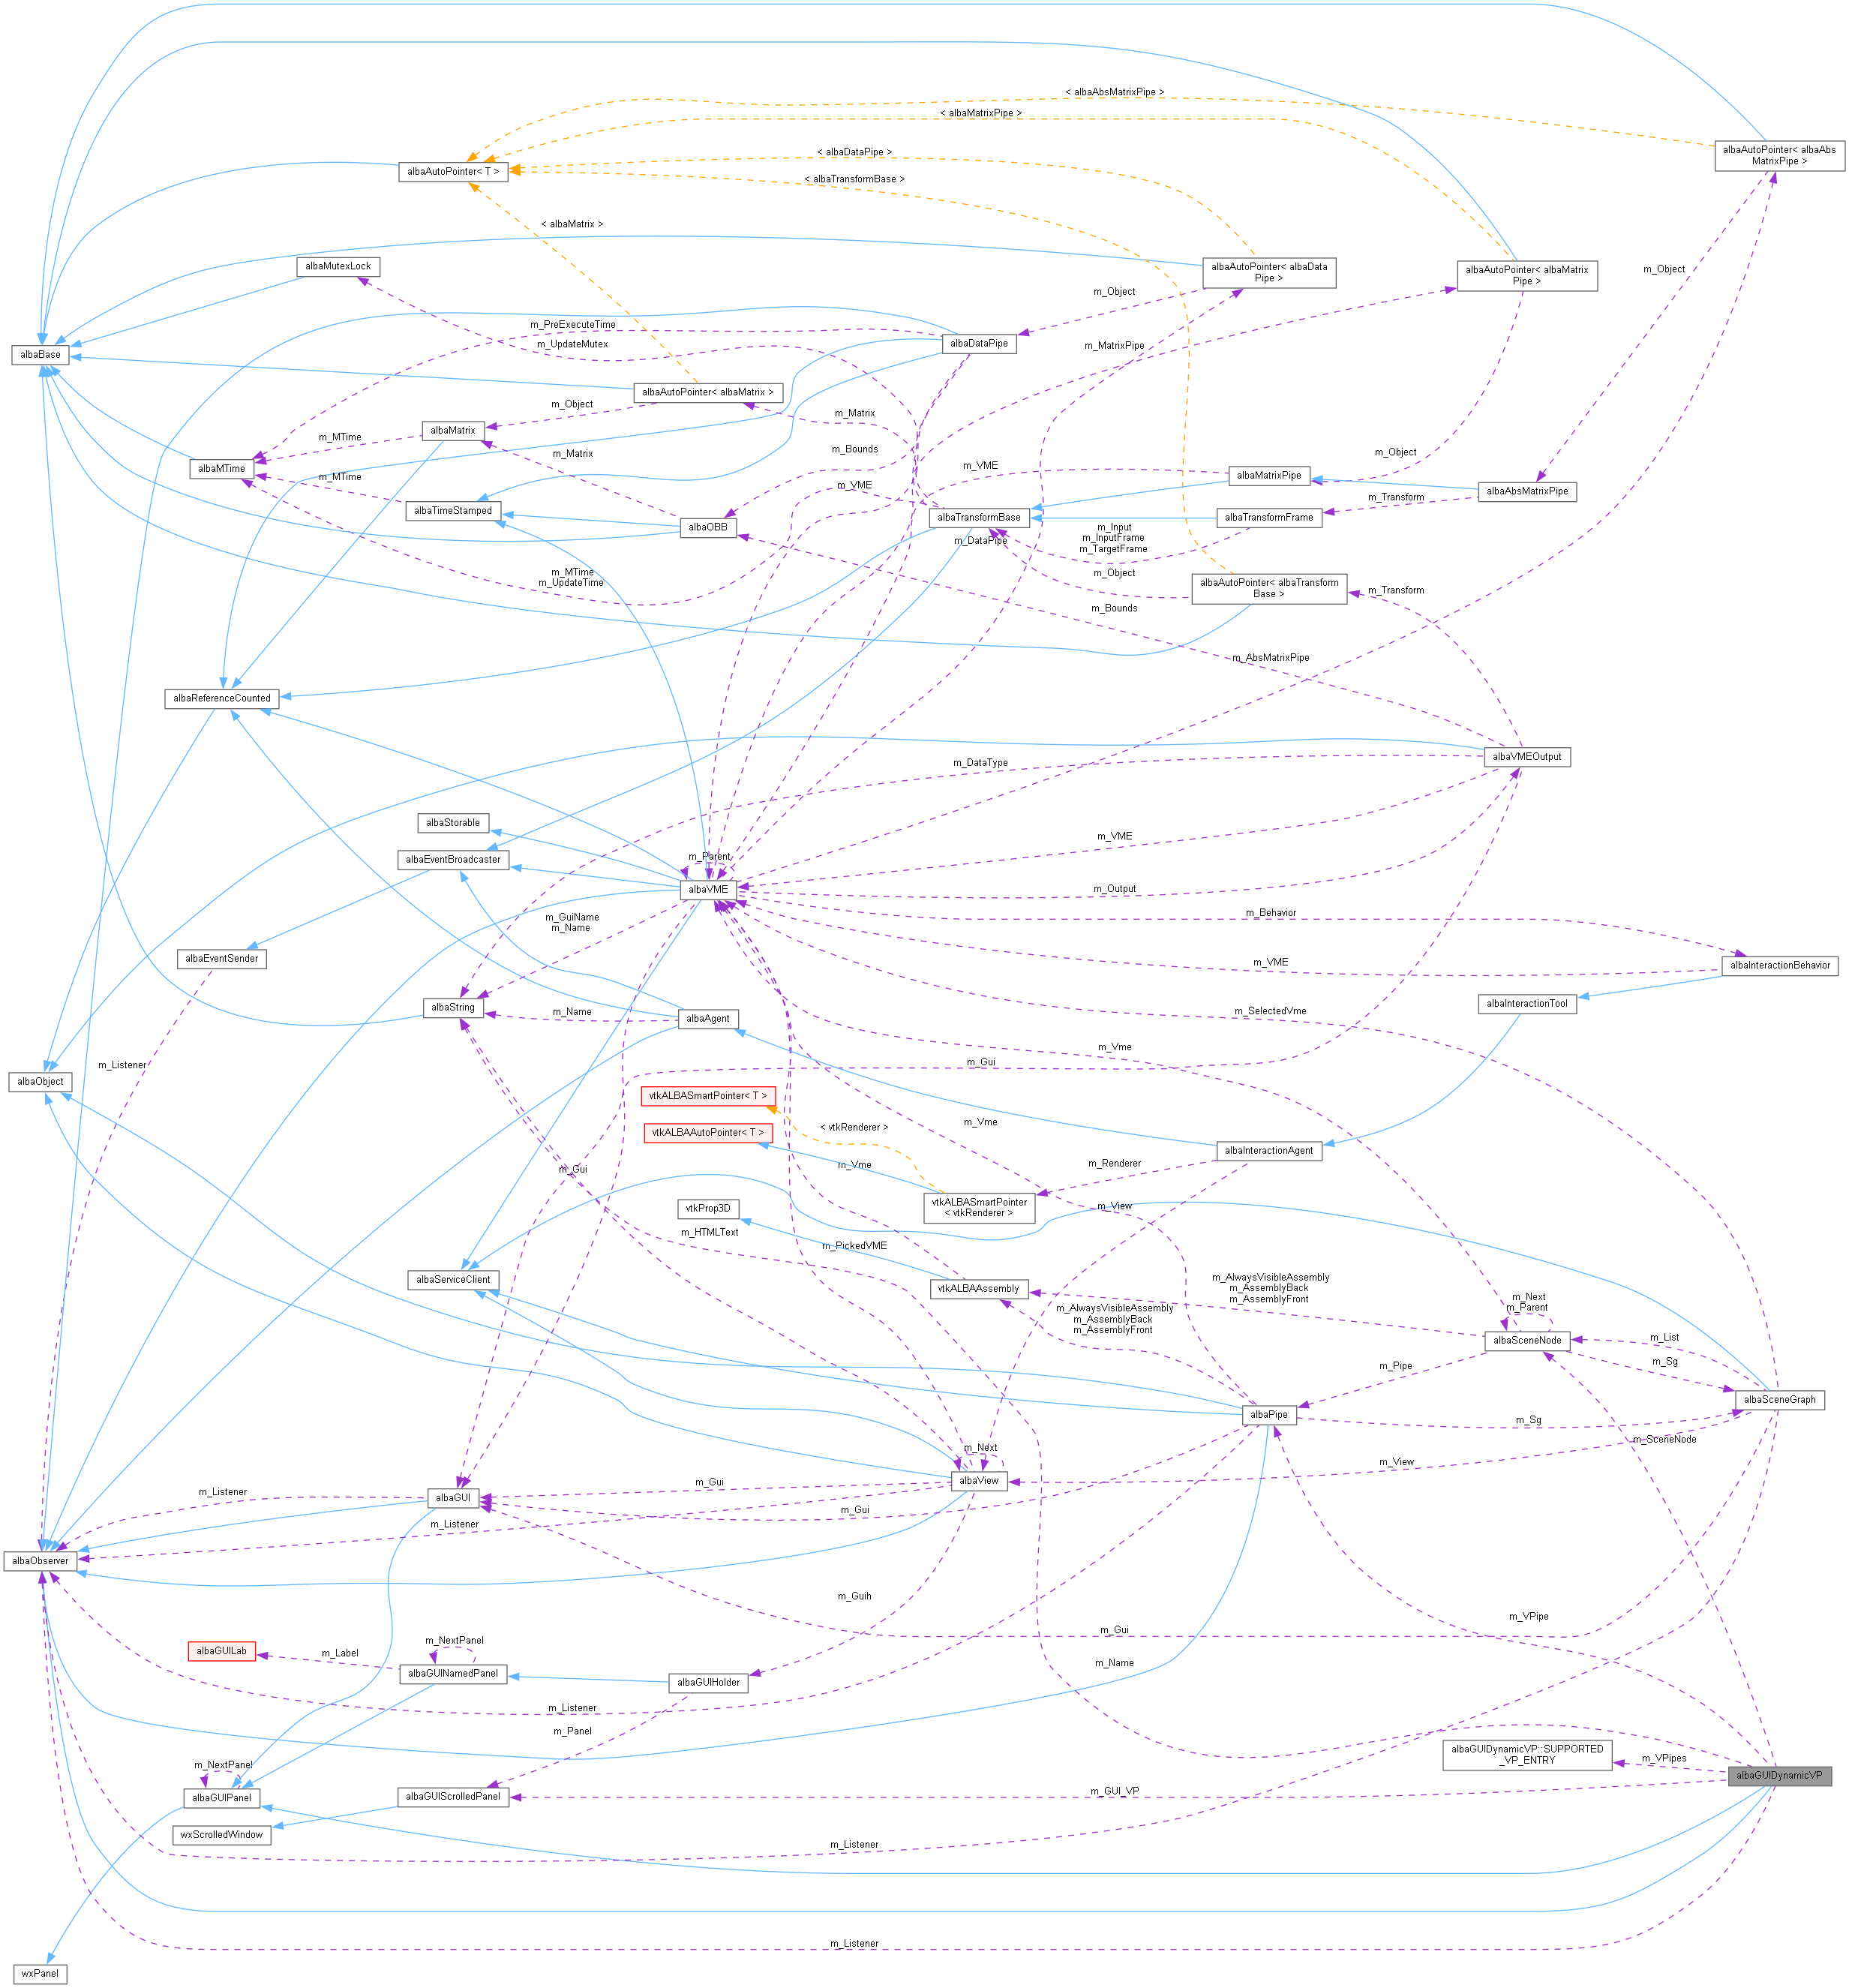 < albaAbsMatrixPipe >
< albaMatrixPipe >
albaAutoPointer< albaAbs
MatrixPipe >
< albaDataPipe >
albaAutoPointer< T >
< albaTransformBase >
< albaMatrix >
albaMutexLock
albaAutoPointer< albaData
Pipe >
albaAutoPointer< albaMatrix
Pipe >
m_Object
m_Object
m_PreExecuteTime
m_UpdateMutex
albaDataPipe
m_MatrixPipe
albaBase
albaAutoPointer< albaMatrix >
m_Object
m_Matrix
albaMatrix
m_MTime
m_Bounds
m_Matrix
m_Object
albaMTime
m_MTime
m_VME
m_VME
albaMatrixPipe
albaAbsMatrixPipe
m_Transform
albaTimeStamped
albaOBB
albaTransformBase
albaTransformFrame
m_DataPipe
m_Input
m_InputFrame
m_TargetFrame
m_MTime
m_UpdateTime
m_Object
albaAutoPointer< albaTransform
Base >
m_Transform
m_Bounds
m_AbsMatrixPipe
albaReferenceCounted
albaVMEOutput
m_DataType
albaStorable
m_VME
albaEventBroadcaster
m_Parent
albaVME
m_Output
m_GuiName
m_Name
m_Behavior
albaEventSender
m_VME
albaInteractionBehavior
albaString
m_Name
albaAgent
m_SelectedVme
albaInteractionTool
m_Vme
m_Listener
m_Gui
albaObject
vtkALBASmartPointer< T >
vtkALBAAutoPointer< T >
< vtkRenderer >
m_Vme
albaInteractionAgent
m_Gui
m_Vme
m_Renderer
vtkProp3D
vtkALBASmartPointer
< vtkRenderer >
m_View
m_HTMLText
m_PickedVME
albaServiceClient
vtkALBAAssembly
m_AlwaysVisibleAssembly
m_AssemblyBack
m_AssemblyFront
m_Next
m_Parent
m_AlwaysVisibleAssembly
m_AssemblyBack
m_AssemblyFront
albaSceneNode
m_List
m_Sg
m_Pipe
albaSceneGraph
albaPipe
m_Sg
m_SceneNode
m_Next
m_View
albaView
m_Gui
m_Listener
albaGUI
m_Gui
m_Listener
albaObserver
m_Guih
m_VPipe
m_Gui
m_NextPanel
albaGUILab
m_Label
albaGUINamedPanel
albaGUIHolder
m_Name
m_Listener
m_Panel
albaGUIDynamicVP::SUPPORTED
_VP_ENTRY
m_VPipes
albaGUIDynamicVP
m_NextPanel
albaGUIPanel
albaGUIScrolledPanel
m_GUI_VP
wxScrolledWindow
m_Listener
m_Listener
wxPanel